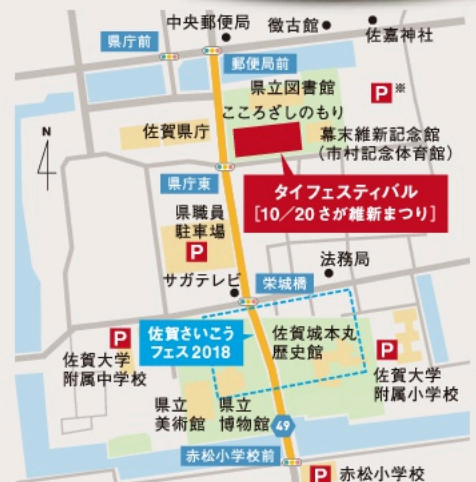 中央郵便局
徴古館
佐嘉神社
県庁前
郵便局前
県立図書館
P※
こころざしのもり
佐賀県庁
幕末維新記念館
（市村記念体育館）
県庁東
タイフェスティバル
［10／20 さが維新まつり］
県職員
駐車場
P
法務局
サガテレビ
栄城橋
N
佐賀さいこう
フェス2018
佐賀城本丸
歴史館
P
佐賀大学
附属中学校
P
佐賀大学
附属小学校
県立
美術館
県立
博物館
49
赤松小学校前
P
赤松小学校